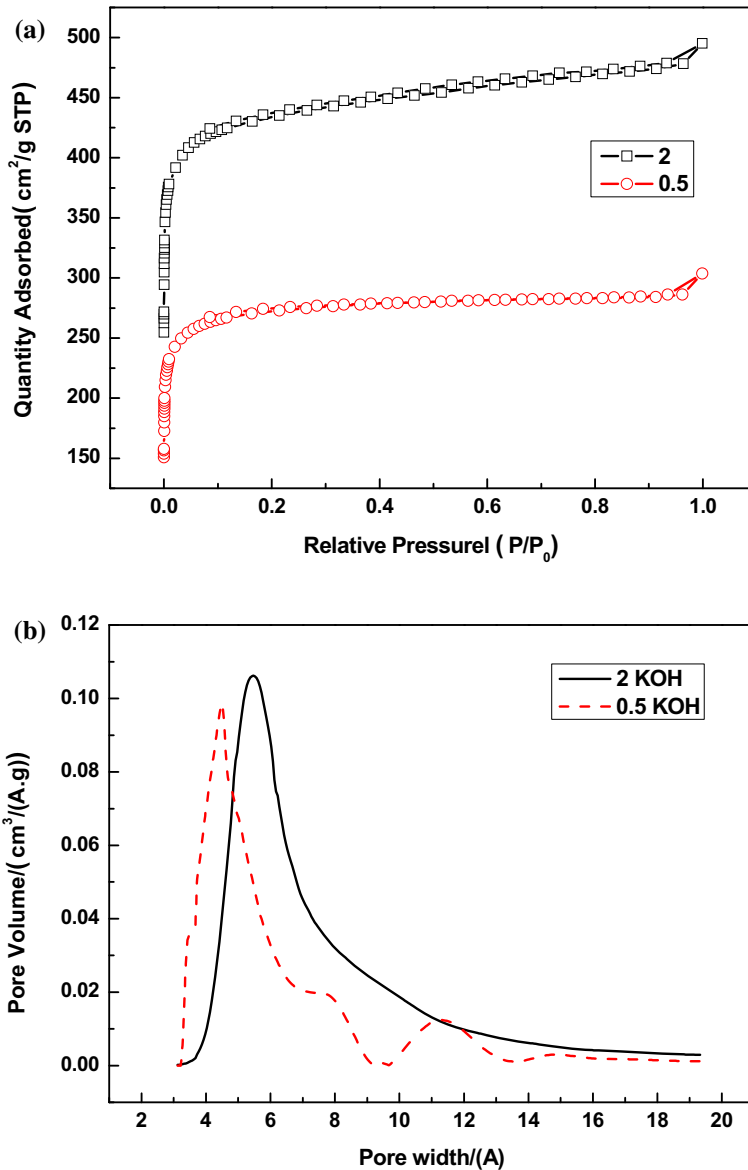 (a)
500
450
400
350
300
250
200
150
Quantity Adsorbed( cm²/g STP)
2
0.5
0.0 0.2 0.4 0.6 0.8 1.0
Relative Pressurel ( P/P₀)
(b)
0.12
0.10
0.08
0.06
0.04
0.02
0.00
Pore Volume/( cm³/(A.g))
2 KOH
0.5 KOH
2 4 6 8 10 12 14 16 18 20
Pore width/(A)